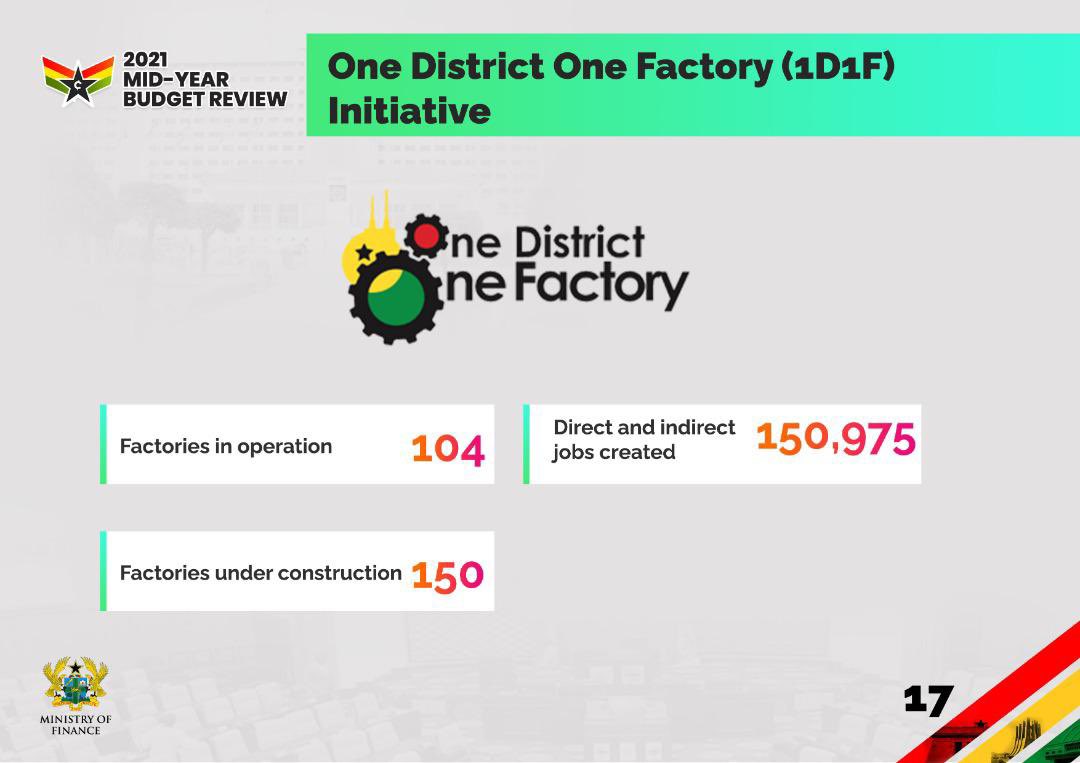 2021
MID-YEAR
BUDGET REVIEW
One District One Factory (1D1F)
Initiative
One District
One Factory
Factories in operation 104
Direct and indirect
jobs created 150,975
Factories under construction 150
MINISTRY OF
FINANCE
17